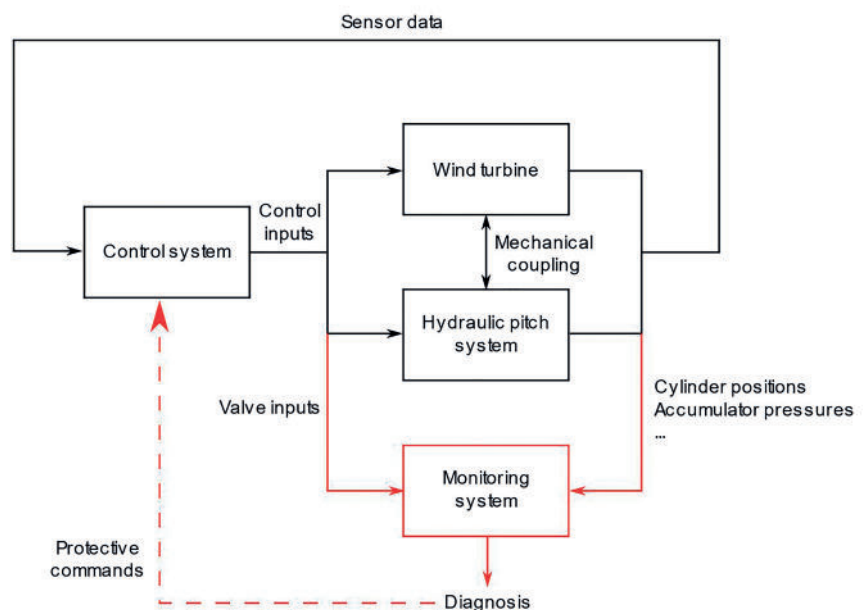 Sensor data
Wind turbine
Control
inputs
Control system
Mechanical
coupling
Hydraulic pitch
system
Valve inputs
Cylinder positions
Accumulator pressures
...
Monitoring
system
Protective
commands
Diagnosis